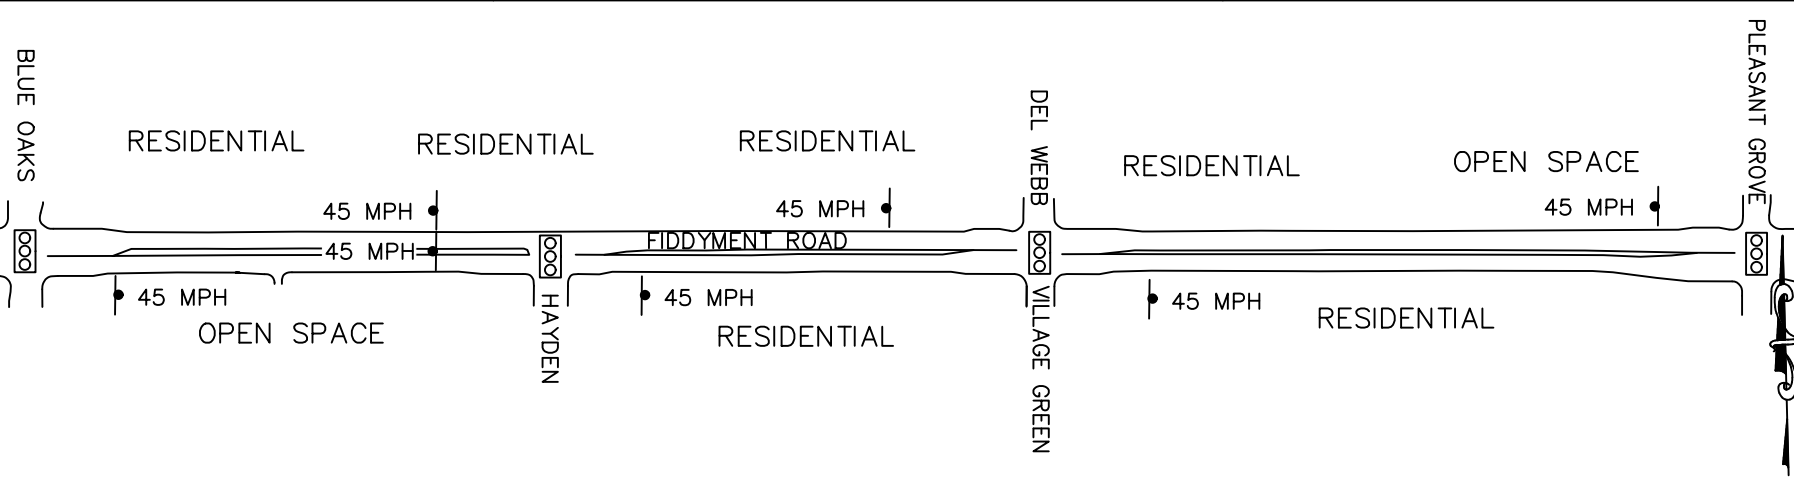 BLUE OAKS
RESIDENTIAL
RESIDENTIAL
RESIDENTIAL
DEL WEBB
RESIDENTIAL
OPEN SPACE
PLEASANT GROVE
45 MPH
45 MPH
45 MPH
45 MPH
FIDDYMENT ROAD
45 MPH
45 MPH
45 MPH
OPEN SPACE
HAYDEN
RESIDENTIAL
VILLAGE GREEN
RESIDENTIAL